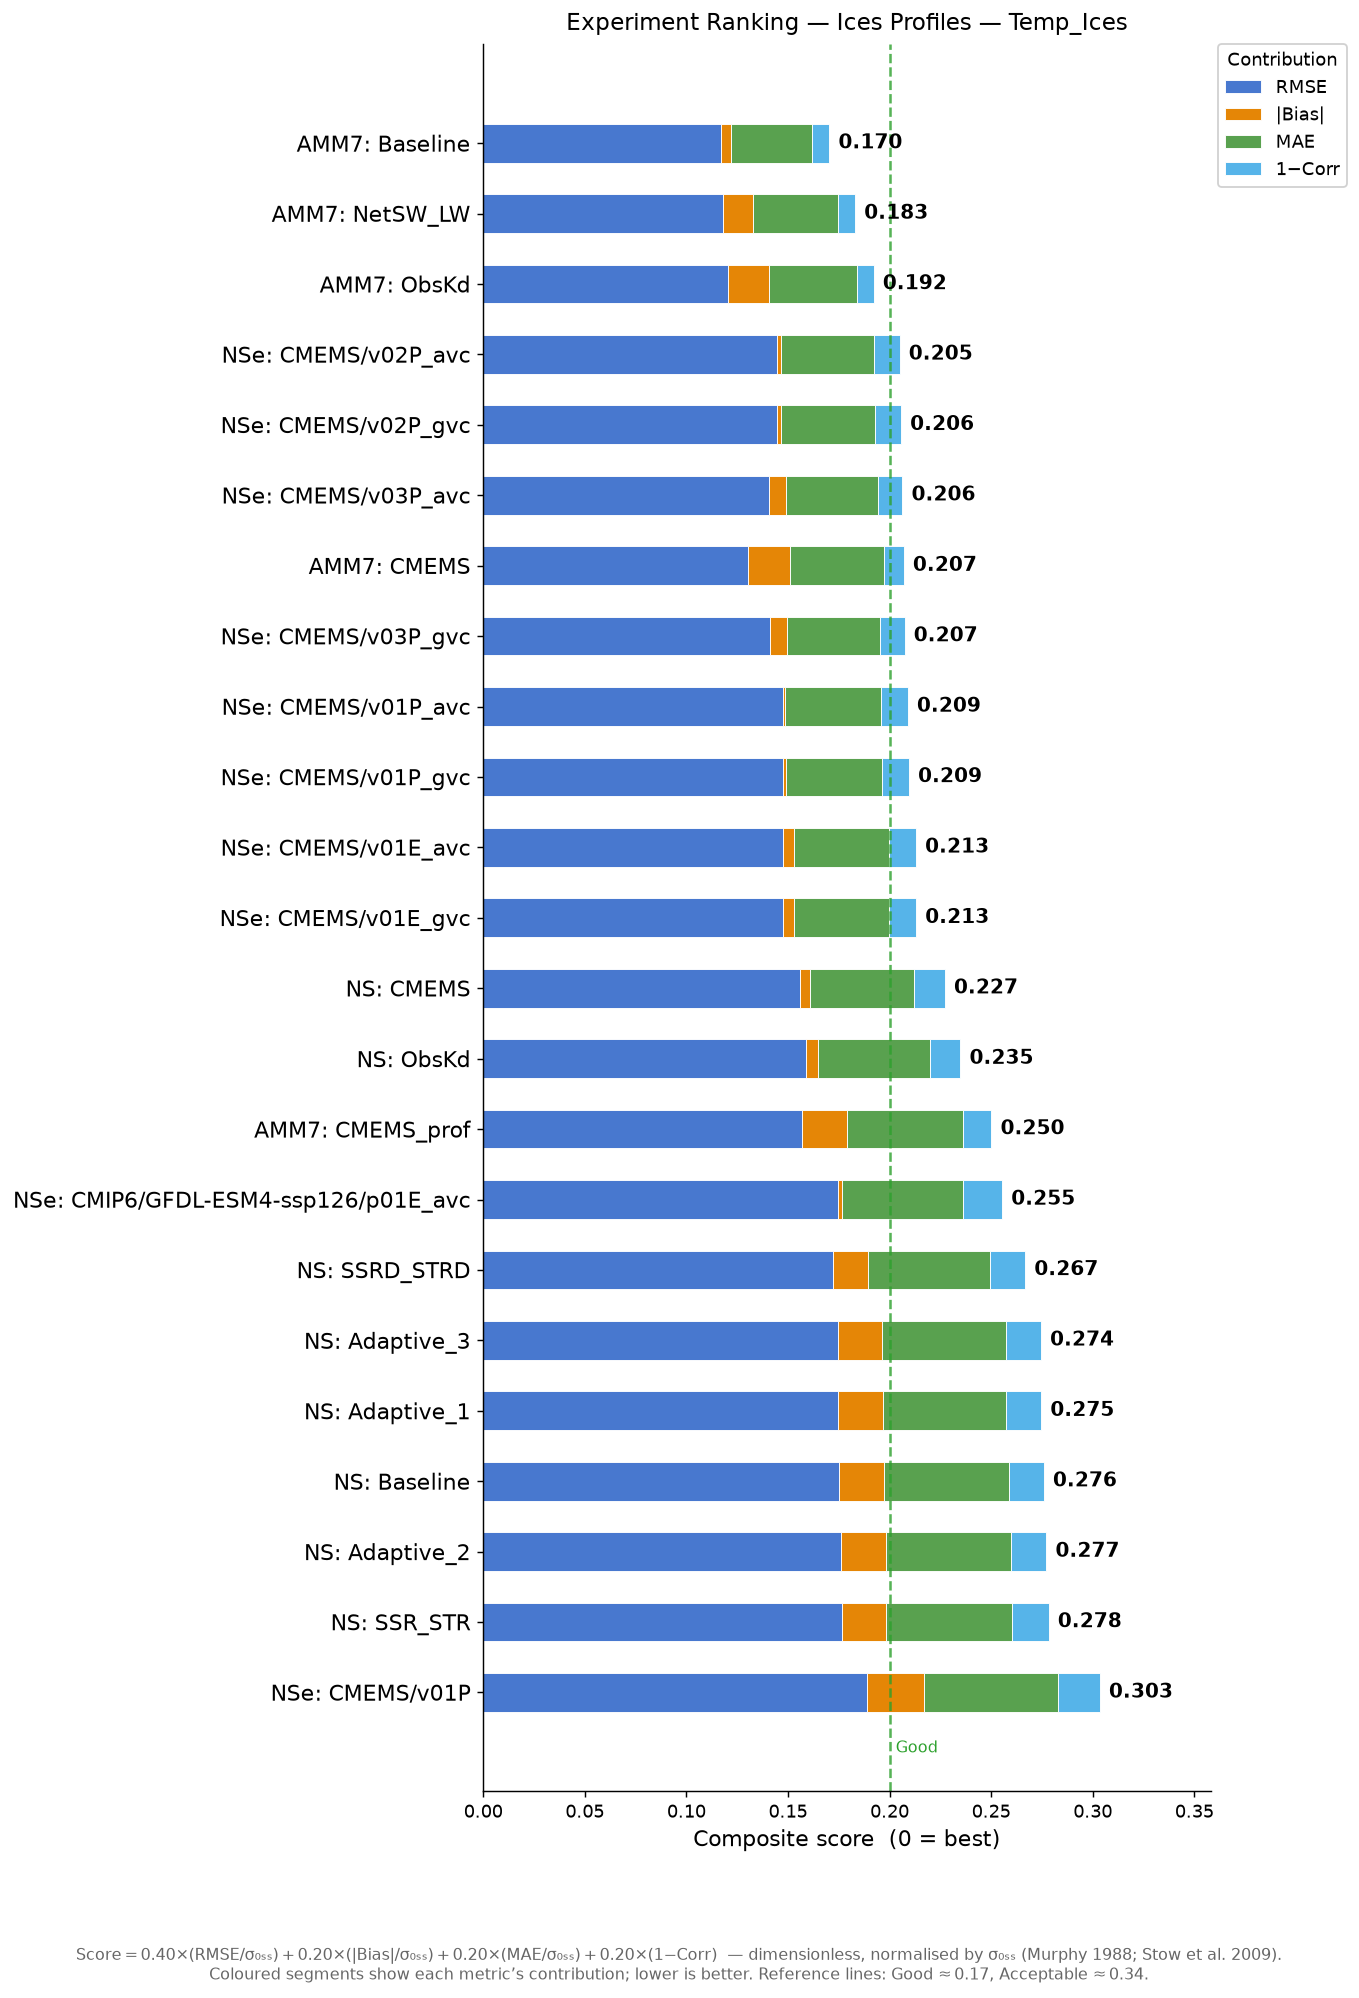 Experiment Ranking — Ices Profiles — Temp_Ices
Contribution
RMSE
|Bias|
MAE
1−Corr
AMM7: Baseline 0.170
AMM7: NetSW_LW 0.183
AMM7: ObsKd 0.192
NSe: CMEMS/v02P_avc 0.205
NSe: CMEMS/v02P_gvc 0.206
NSe: CMEMS/v03P_avc 0.206
AMM7: CMEMS 0.207
NSe: CMEMS/v03P_gvc 0.207
NSe: CMEMS/v01P_avc 0.209
NSe: CMEMS/v01P_gvc 0.209
NSe: CMEMS/v01E_avc 0.213
NSe: CMEMS/v01E_gvc 0.213
NS: CMEMS 0.227
NS: ObsKd 0.235
AMM7: CMEMS_prof 0.250
NSe: CMIP6/GFDL-ESM4-ssp126/p01E_avc 0.255
NS: SSRD_STRD 0.267
NS: Adaptive_3 0.274
NS: Adaptive_1 0.275
NS: Baseline 0.276
NS: Adaptive_2 0.277
NS: SSR_STR 0.278
NSe: CMEMS/v01P 0.303
Good
0.00 0.05 0.10 0.15 0.20 0.25 0.30 0.35
Composite score  (0 = best)
Score = 0.40×(RMSE/σ₀ₛₛ) + 0.20×(|Bias|/σ₀ₛₛ) + 0.20×(MAE/σ₀ₛₛ) + 0.20×(1−Corr)  — dimensionless, normalised by σ₀ₛₛ (Murphy 1988; Stow et al. 2009).
Coloured segments show each metric’s contribution; lower is better. Reference lines: Good ≈ 0.17, Acceptable ≈ 0.34.